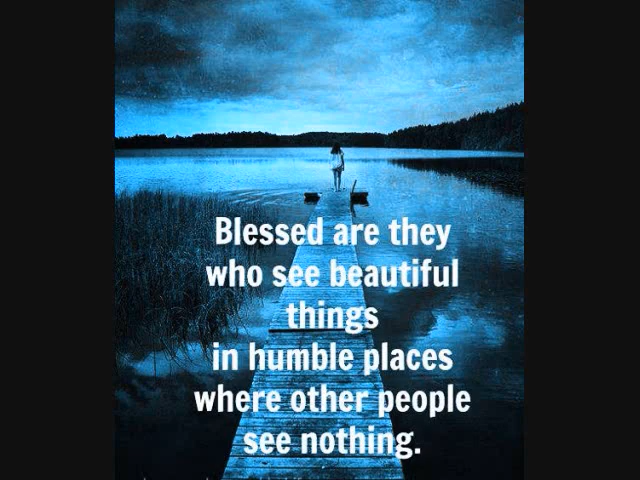 Blessed are they
who see beautiful
things
in humble places
where other people
see nothing.